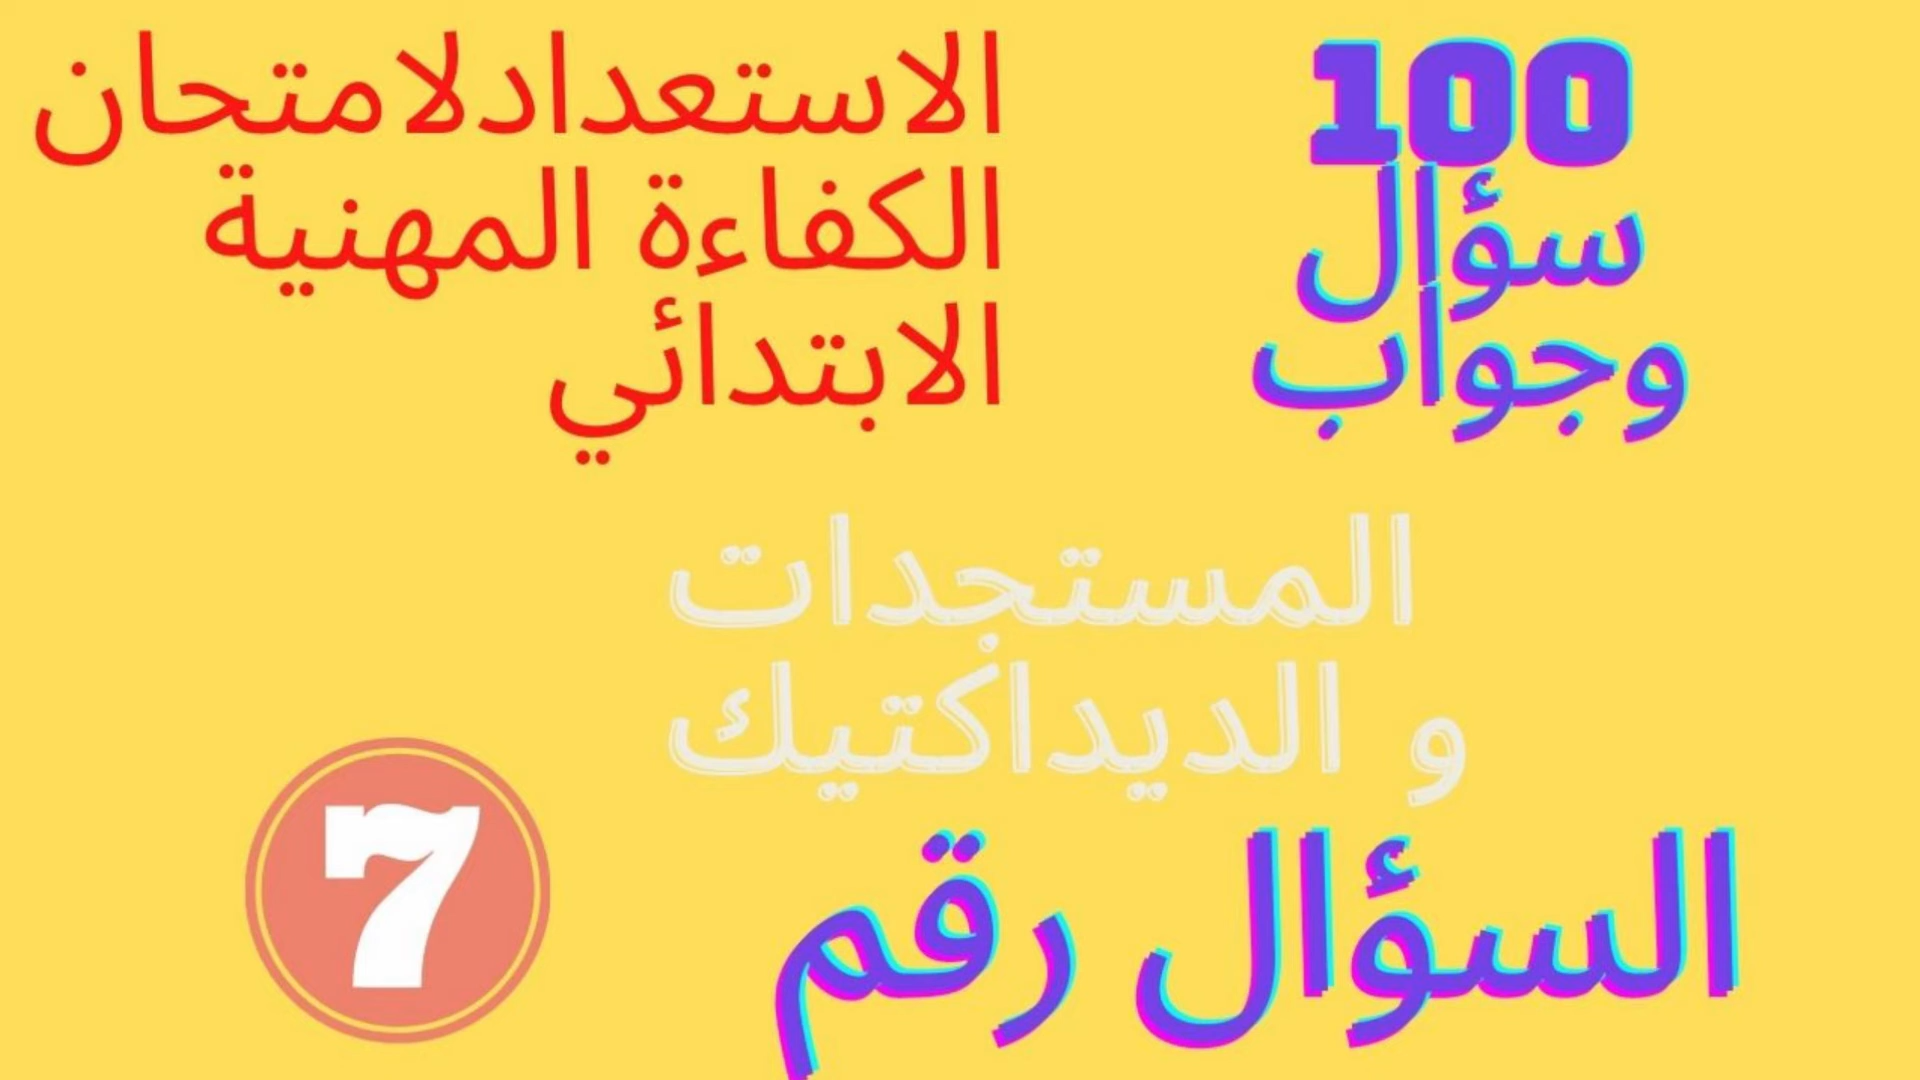 100
سؤال
وجواب
الاستعدادلامتحان
الكفاءة المهنية
الابتدائي
المستجدات
و الديداكتيك
السؤال رقم
7